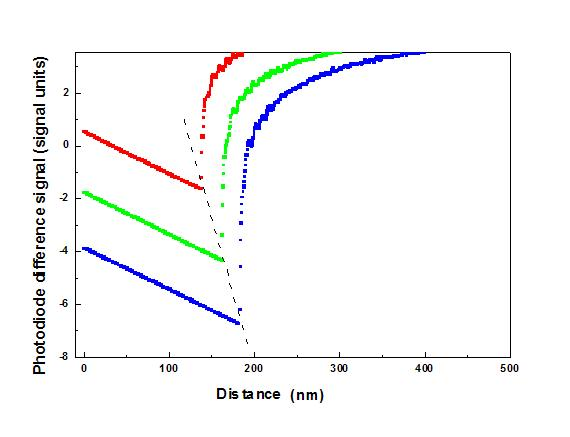 Photodiode difference signal (signal units)
2
0
-2
-4
-6
-8
0 100 200 300 400 500
Distance (nm)